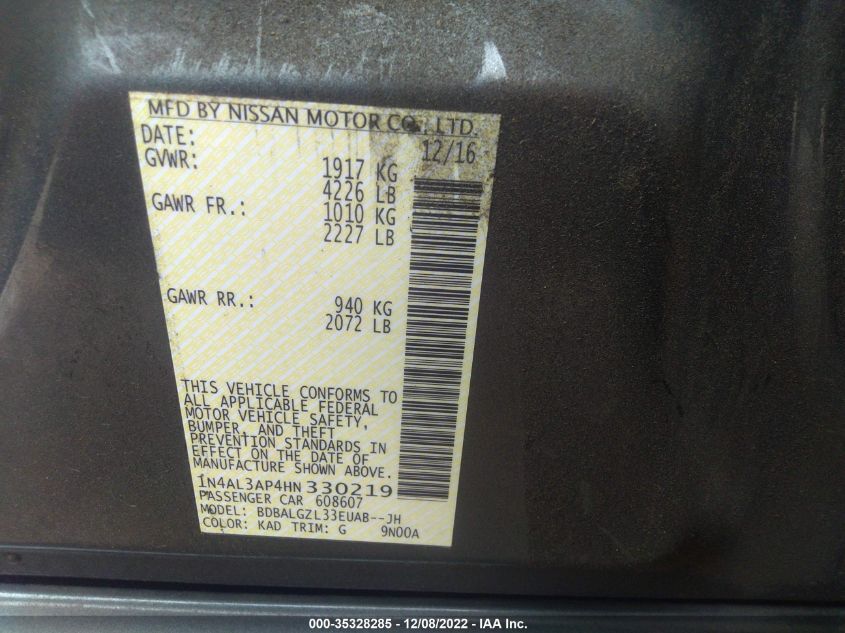 MFD BY NISSAN MOTOR CO., LTD.
DATE: 12/16
GVWR: 1917 KG
4226 LB
GAWR FR.: 1010 KG
2227 LB
GAWR RR.: 940 KG
2072 LB
THIS VEHICLE CONFORMS TO
ALL APPLICABLE FEDERAL
MOTOR VEHICLE SAFETY,
BUMPER, AND THEFT
PREVENTION STANDARDS IN
EFFECT ON THE DATE OF
MANUFACTURE SHOWN ABOVE.
1N4AL3AP4HN 330219
PASSENGER CAR 608607
MODEL: BDBALGZL33EUAB--JH
COLOR: KAD TRIM: G 9N00A
000-35328285 - 12/08/2022 - IAA Inc.